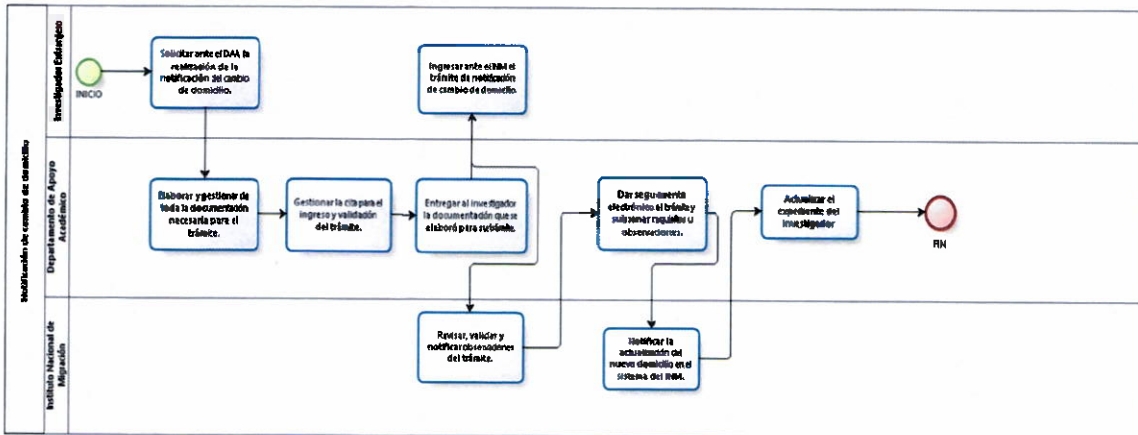 Notificación de cambio de domicilio
Investigador Extranjero
INICIO
Solicitar ante el DAA la
realización de la
notificación del cambio
de domicilio.
Ingresar ante el INM el
trámite de notificación
de cambio de domicilio
Departamento de Apoyo
Académico
Elaborar y gestionar de
toda la documentación
necesaria para el
trámite.
Gestionar la cita para el
ingreso y validación
del trámite.
Entregar al investigador
la documentación que se
elaboró para su trámite.
Dar seguimiento
electrónico al trámite y
subsanar requisitos u
observaciones.
Actualizar el
expediente del
investigador
FIN
Instituto Nacional de
Migración
Revisar, validar y
notificar observaciones
del trámite.
Notificar la
actualización del
nuevo domicilio en el
sistema del INM.